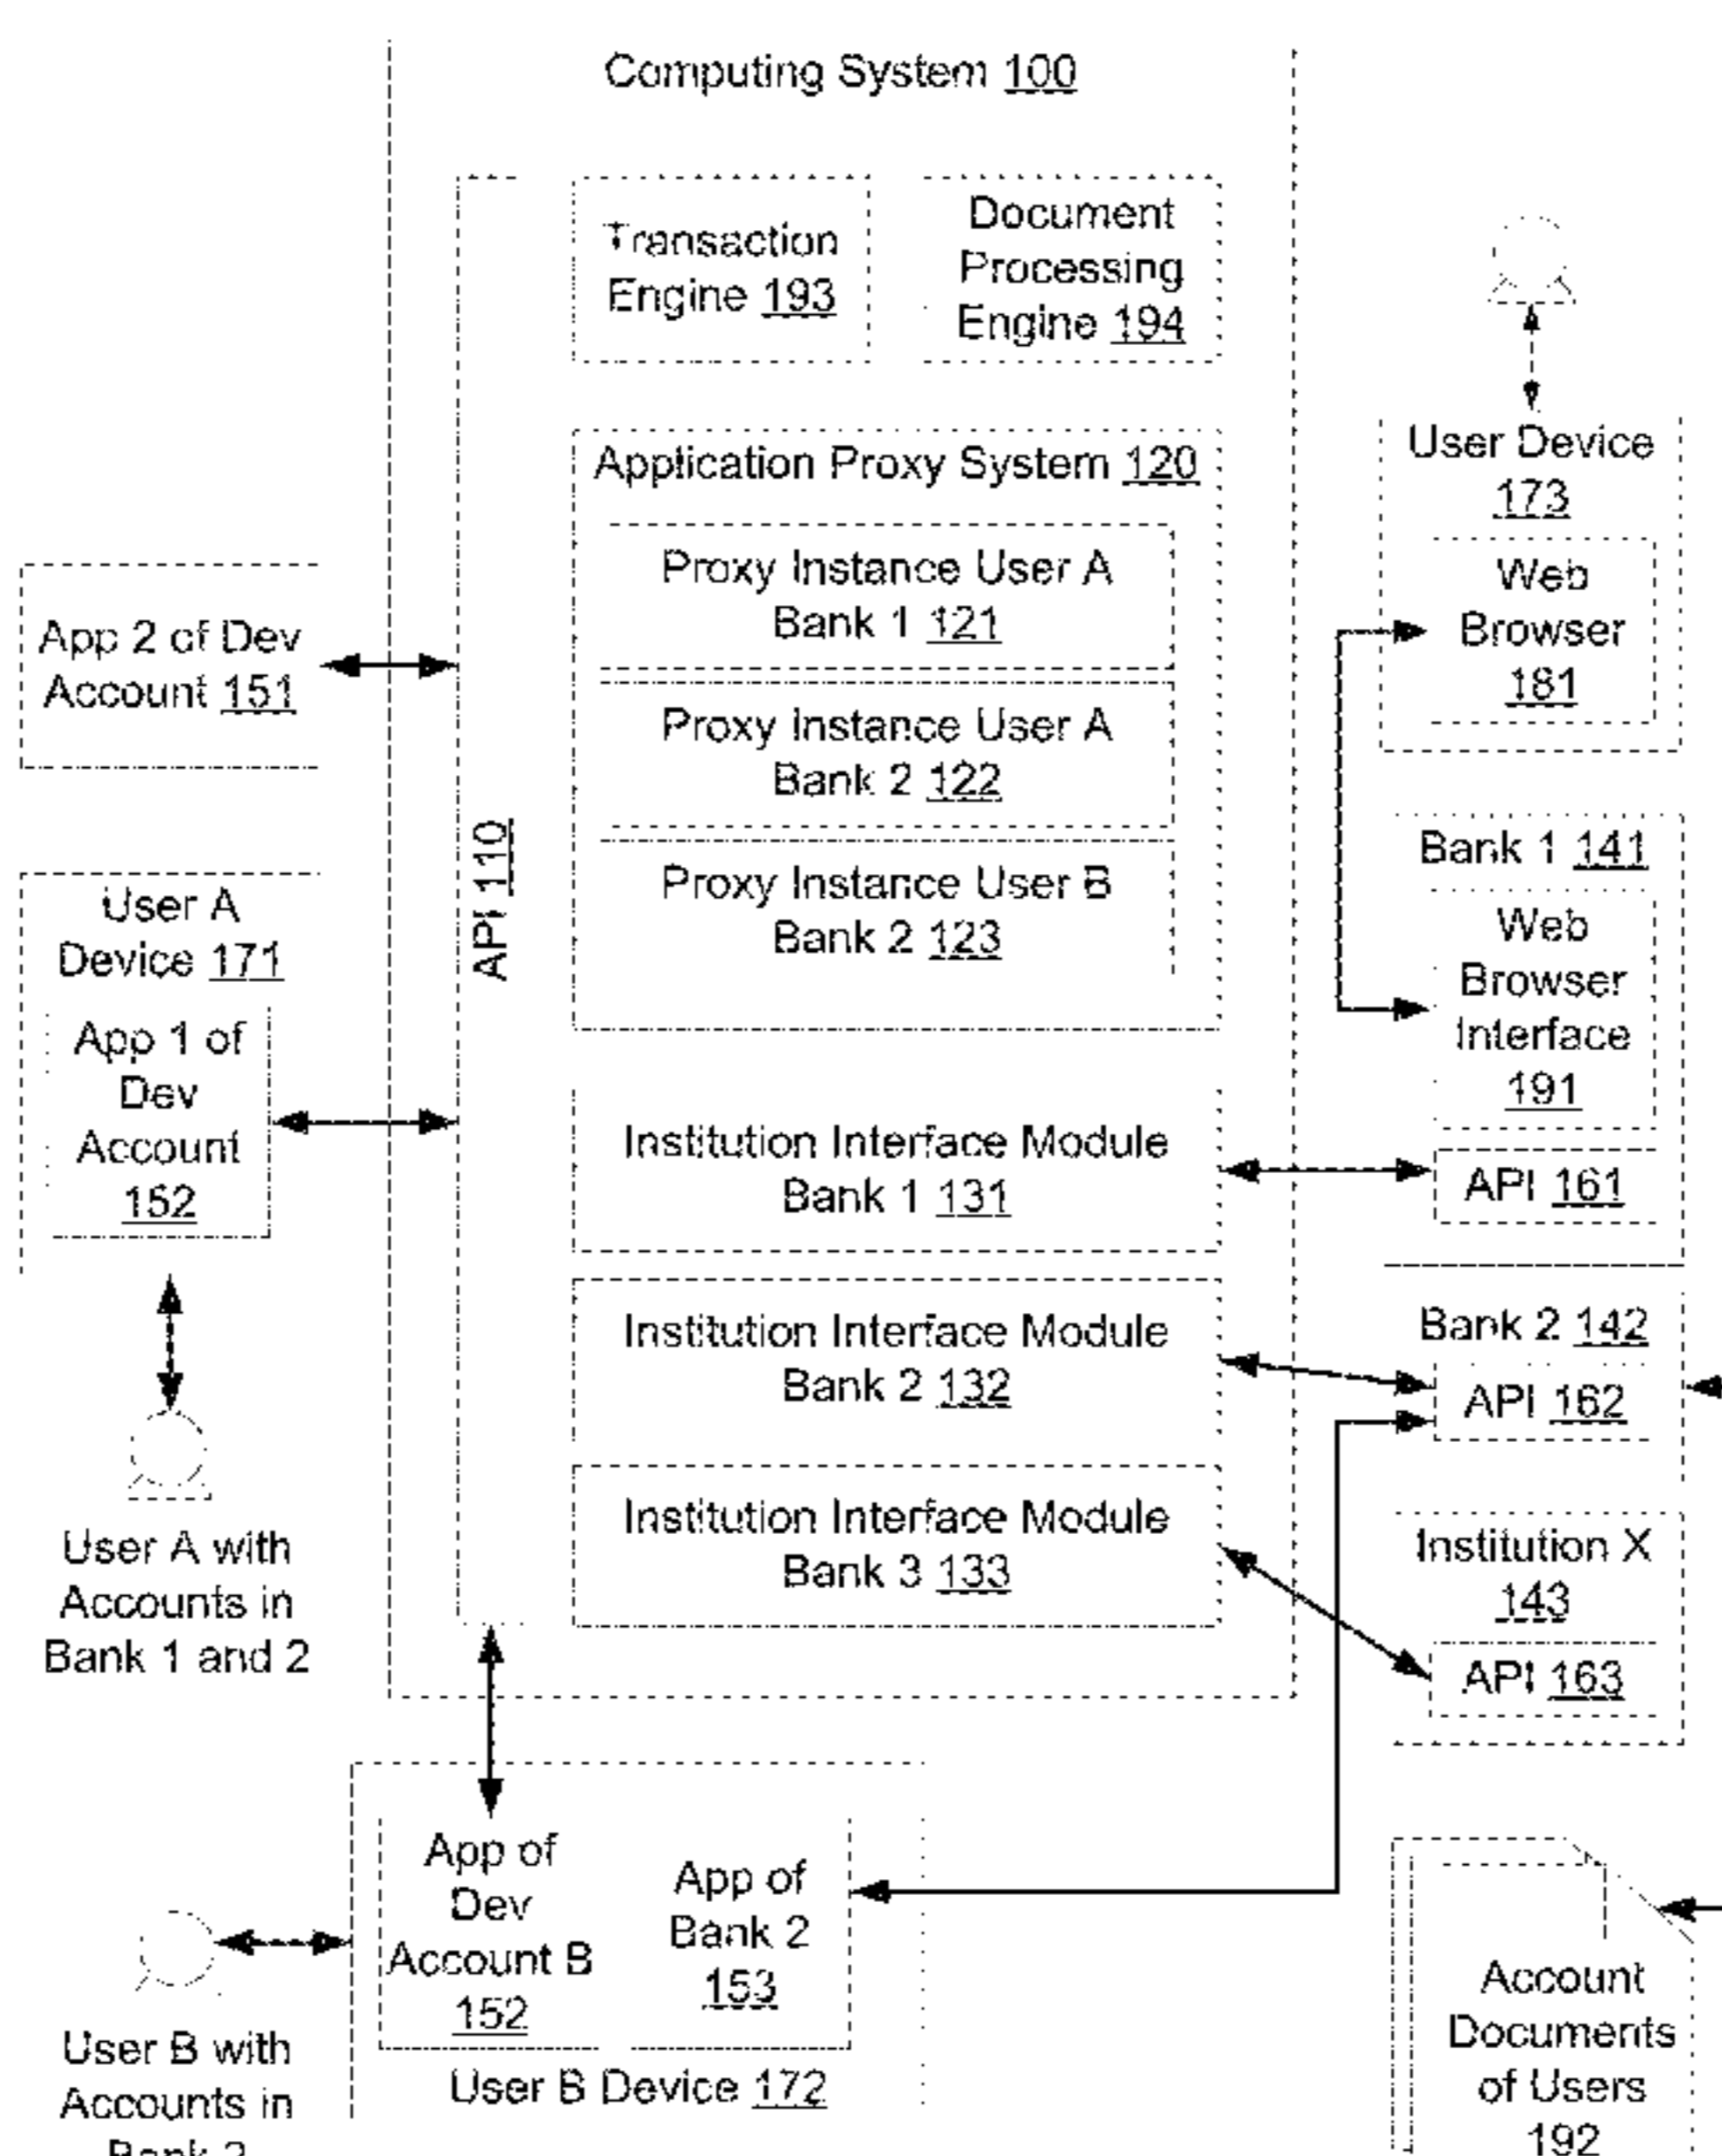 Computing System 100
Transaction
Engine 193
Document
Processing
Engine 194
Application Proxy System 120
Proxy Instance User A
Bank 1 121
Proxy Instance User A
Bank 2 122
Proxy Instance User B
Bank 2 123
API 110
Institution Interface Module
Bank 1 131
Institution Interface Module
Bank 2 132
Institution Interface Module
Bank 3 133
App 2 of Dev
Account 151
User A
Device 171
App 1 of
Dev
Account
152
User A with
Accounts in
Bank 1 and 2
User Device
173
Web
Browser
181
Bank 1 141
Web
Browser
Interface
191
API 161
Bank 2 142
API 162
Institution X
143
API 163
App of
Dev
Account B
152
App of
Bank 2
153
User B Device 172
User B with
Accounts in
Bank 2
Account
Documents
of Users
192